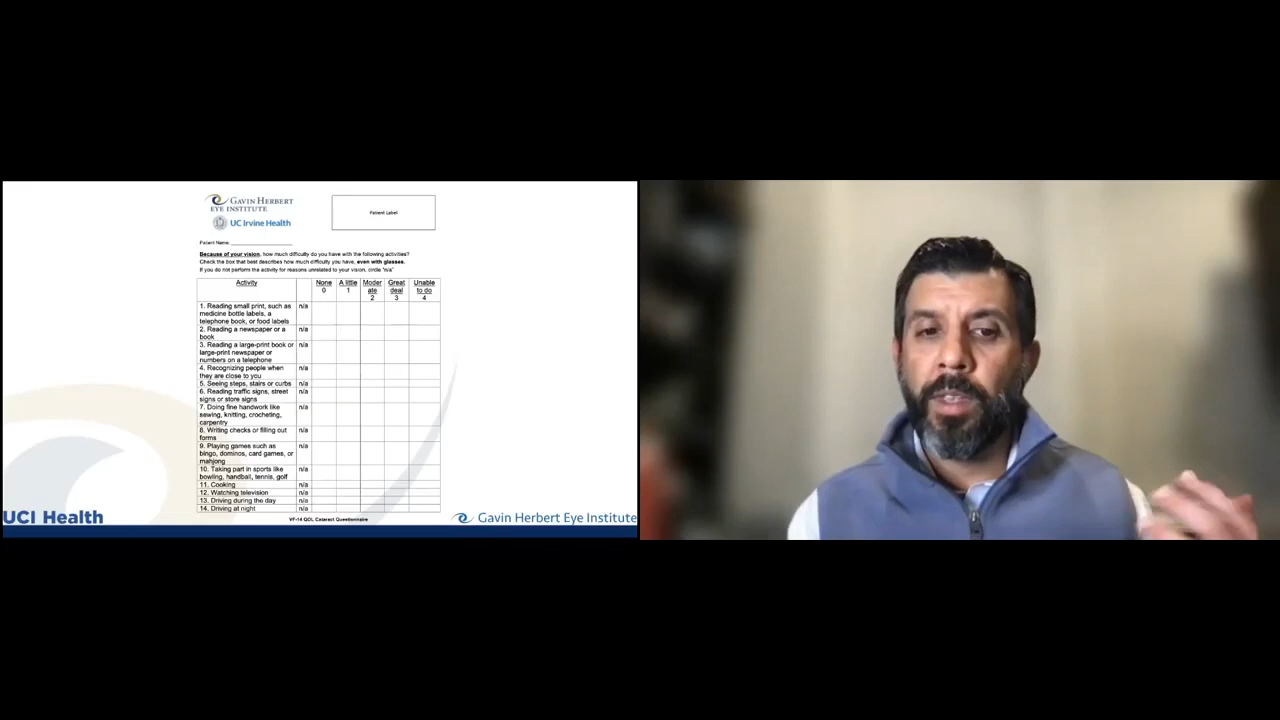 GAVIN HERBERT
EYE INSTITUTE
UC Irvine Health
Patient Label
Patient Name: ____________________
Because of your vision, how much difficulty do you have with the following activities?
Check the box that best describes how much difficulty you have, even with glasses.
If you do not perform the activity for reasons unrelated to your vision, circle "n/a"
Activity None A little Moder Great Unable
0 1 ate deal to do
2 3 4
1. Reading small print, such as n/a
medicine bottle labels, a
telephone book, or food labels
2. Reading a newspaper or a n/a
book
3. Reading a large-print book or n/a
large-print newspaper or
numbers on a telephone
4. Recognizing people when n/a
they are close to you
5. Seeing steps, stairs or curbs n/a
6. Reading traffic signs, street n/a
signs or store signs
7. Doing fine handwork like n/a
sewing, knitting, crocheting,
carpentry
8. Writing checks or filling out n/a
forms
9. Playing games such as n/a
bingo, dominos, card games, or
mahjong
10. Taking part in sports like n/a
bowling, handball, tennis, golf n/a
11. Cooking n/a
12. Watching television n/a
13. Driving during the day n/a
14. Driving at night n/a
VF-14 QOL Cataract Questionnaire
UCI Health
Gavin Herbert Eye Institute